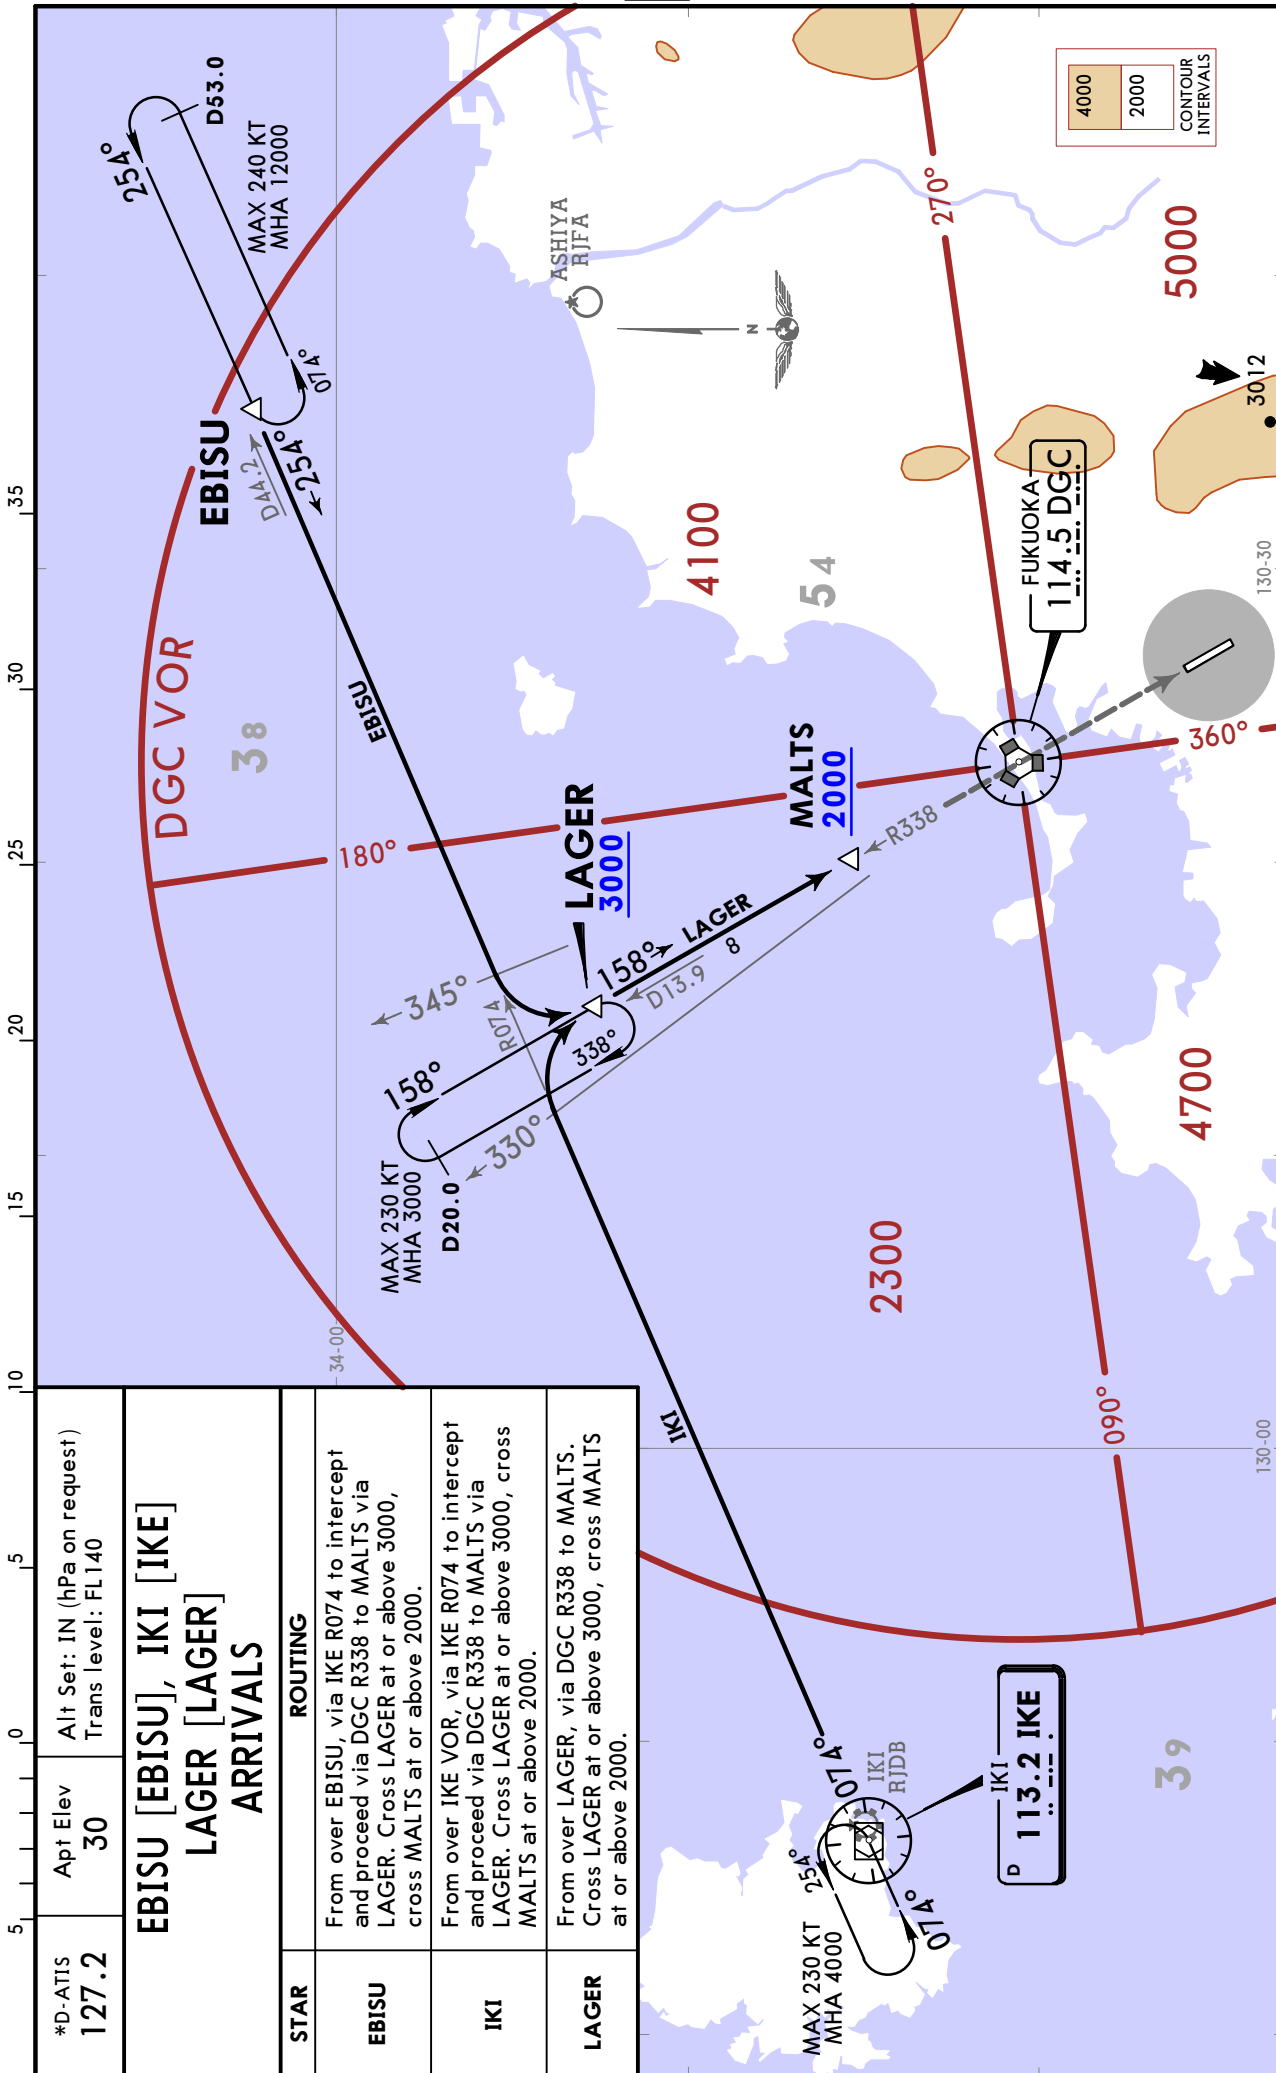 *D-ATIS
127.2
Apt Elev
30
Alt Set: IN (hPa on request)
Trans level: FL140
EBISU [EBISU], IKI [IKE]
LAGER [LAGER]
ARRIVALS
STAR
ROUTING
EBISU
From over EBISU, via IKE R074 to intercept
and proceed via DGC R338 to MALTS via
LAGER. Cross LAGER at or above 3000,
cross MALTS at or above 2000.
IKI
From over IKE VOR, via IKE R074 to intercept
and proceed via DGC R338 to MALTS via
LAGER. Cross LAGER at or above 3000, cross
MALTS at or above 2000.
LAGER
From over LAGER, via DGC R338 to MALTS.
Cross LAGER at or above 3000, cross MALTS
at or above 2000.
5
0
5
10
15
20
25
30
35
34-00
DGC VOR
38
180°
EBISU
D44.2
254°
254°
D53.0
MAX 240 KT
MHA 12000
074°
EBISU
LAGER
3000
345°
R074
158°
338°
330°
MAX 230 KT
MHA 3000
D20.0
158°
LAGER
8
D13.9
MALTS
2000
R338
4100
54
ASHIYA
RJFA
N
270°
4000
2000
CONTOUR
INTERVALS
5000
3012
FUKUOKA
114.5 DGC
360°
130-30
IKI
2300
4700
090°
130-00
074°
IKI
RJDB
254°
074°
MAX 230 KT
MHA 4000
IKI
D
113.2 IKE
39